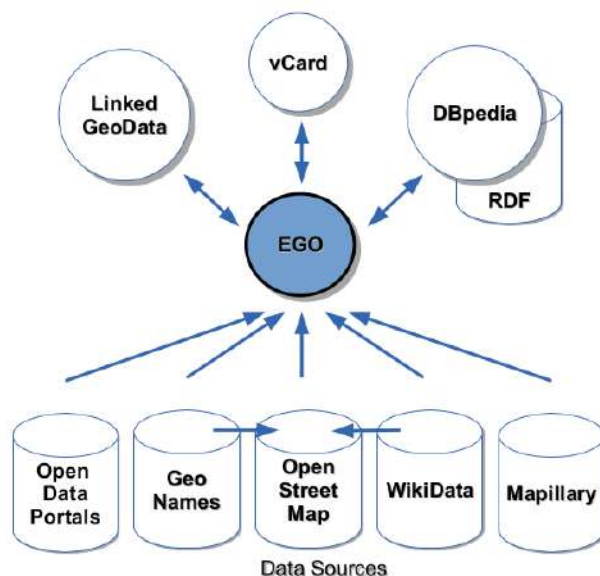 vCard
Linked
GeoData
DBpedia
RDF
EGO
Open
Data
Portals
Geo
Names
Open
Street
Map
WikiData
Mapillary
Data Sources